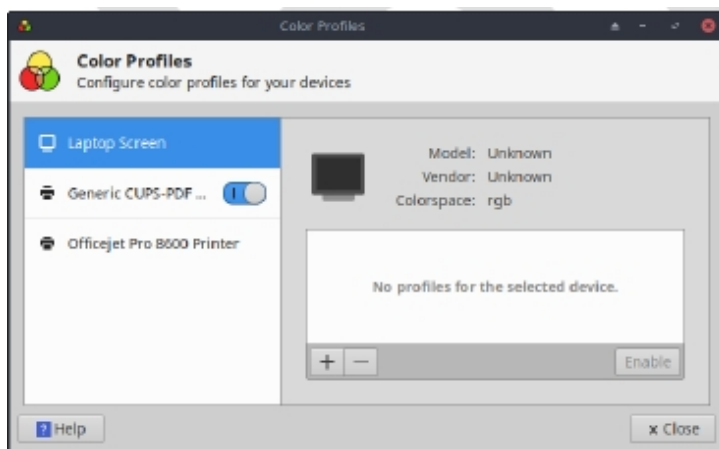 Color Profiles
Color Profiles
Configure color profiles for your devices
Laptop Screen
Generic CUPS-PDF ...
Officejet Pro 8600 Printer
Model: Unknown
Vendor: Unknown
Colorspace: rgb
No profiles for the selected device.
Enable
? Help
x Close